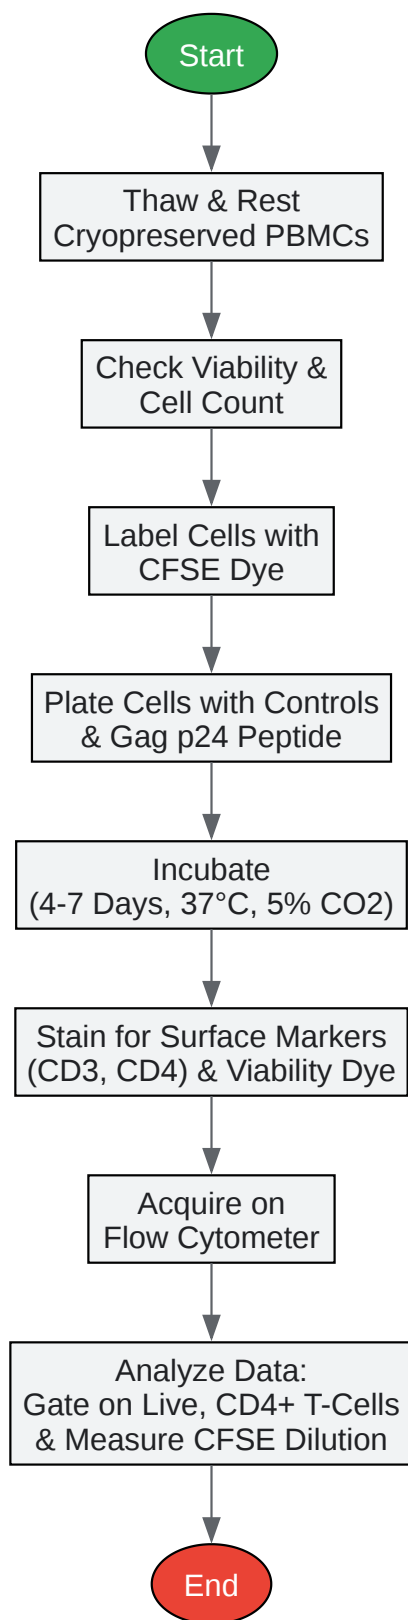 Start
Thaw & Rest
Cryopreserved PBMCs
Check Viability &
Cell Count
Label Cells with
CFSE Dye
Plate Cells with Controls
& Gag p24 Peptide
Incubate
(4-7 Days, 37°C, 5% CO2)
Stain for Surface Markers
(CD3, CD4) & Viability Dye
Acquire on
Flow Cytometer
Analyze Data:
Gate on Live, CD4+ T-Cells
& Measure CFSE Dilution
End